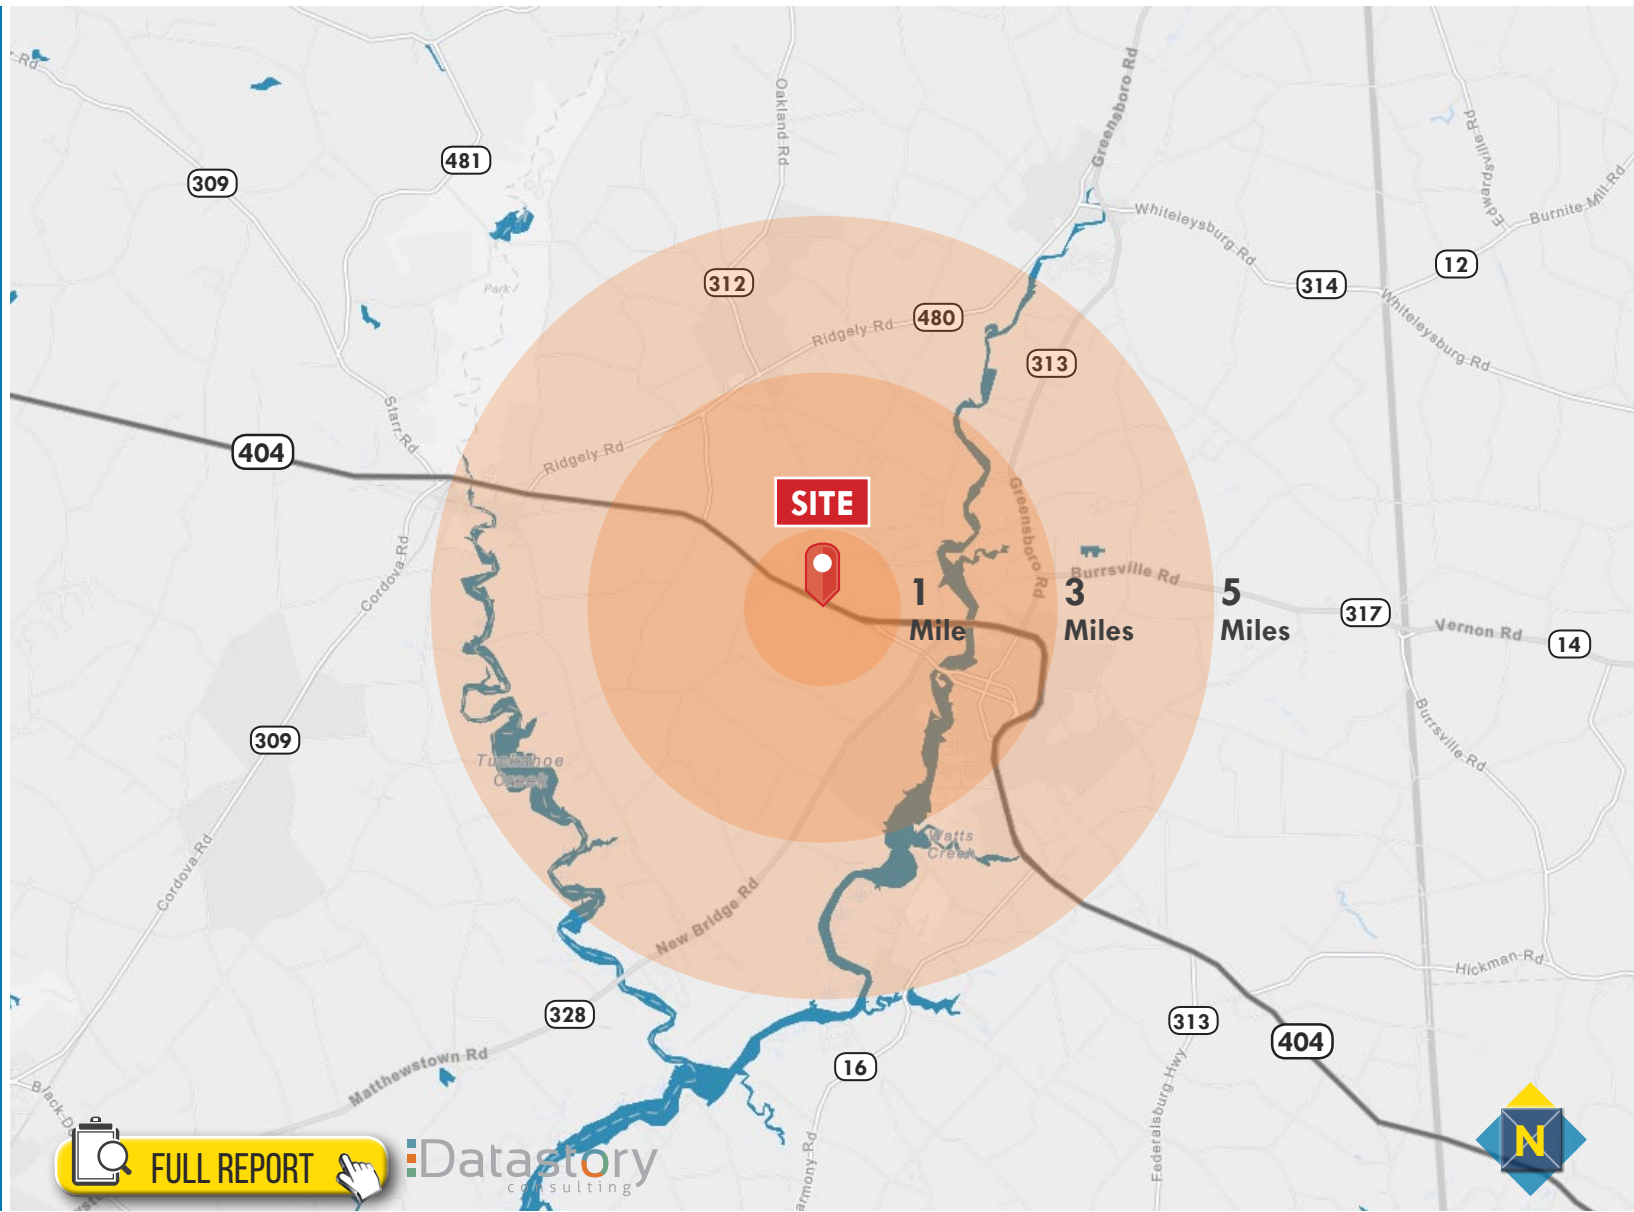 Rd
309
481
Oakland Rd
Greensboro Rd
Edwardsville Rd
Burnite Mill Rd
Whiteleysburg Rd
12
314
Whiteleysburg Rd
Park
312
Ridgely Rd
480
313
Starr Rd
404
Ridgely Rd
SITE
Greensboro Rd
Cordova Rd
Burrsville Rd
1
Mile
3
Miles
5
Miles
317
Vernon Rd
14
309
Burrsville Rd
Tuckahoe
Creek
Watts
Creek
Cordova Rd
New Bridge Rd
Hickman Rd
328
313
404
Matthewstown Rd
16
Federalsburg Hwy
armony Rd
FULL REPORT
Datastory
consulting
N